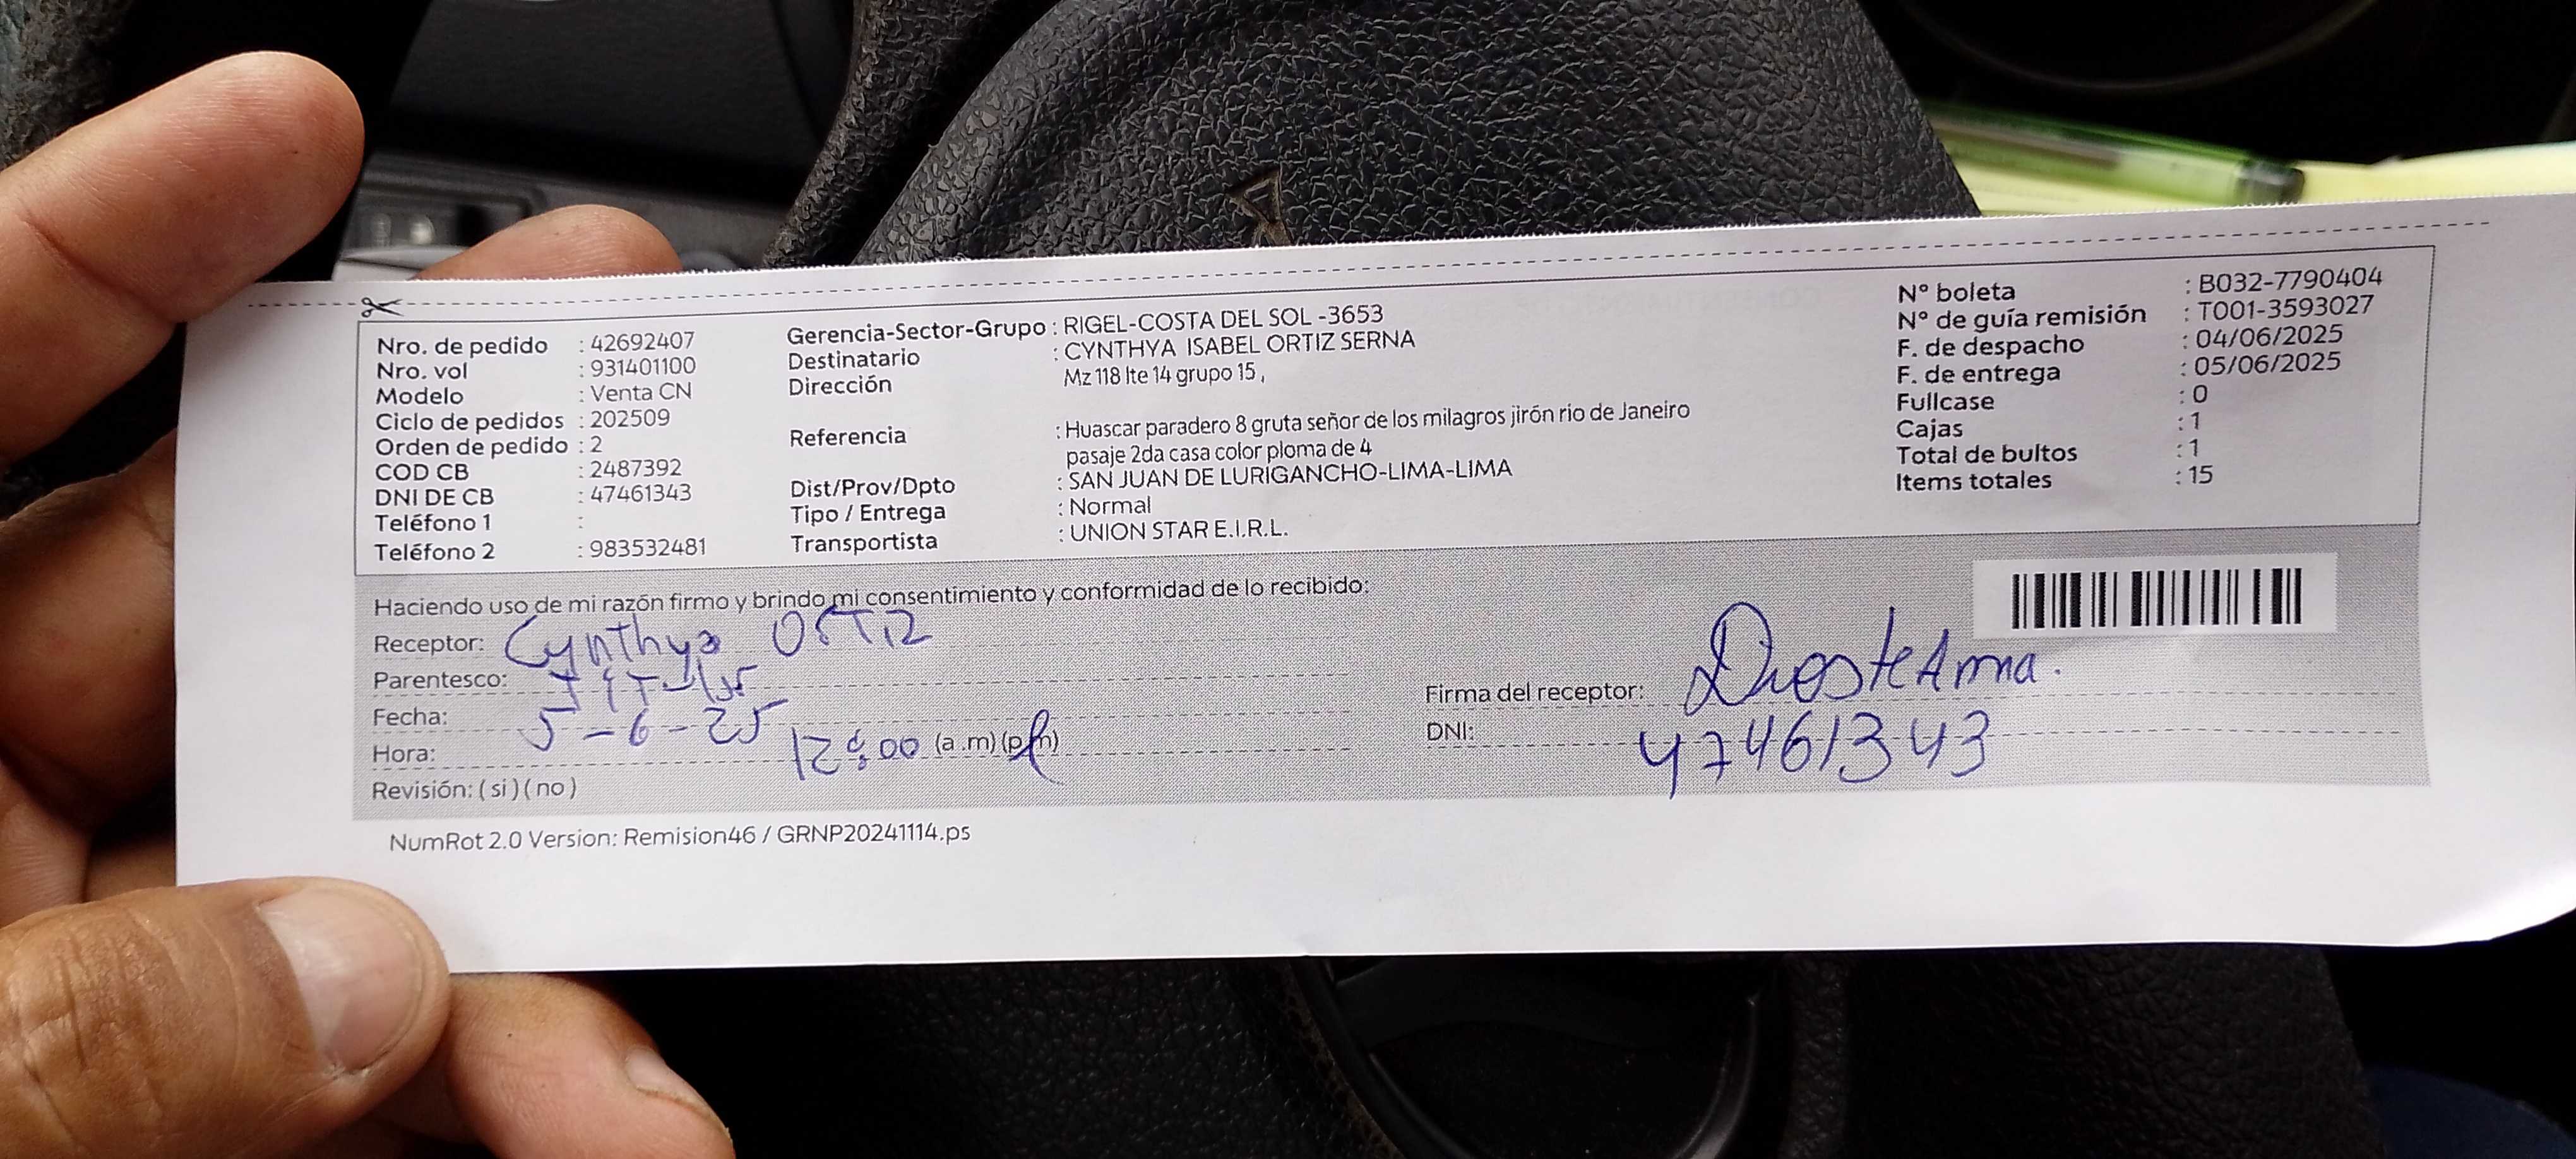 Nro. de pedido : 42692407
Nro. vol : 931401100
Modelo : Venta CN
Ciclo de pedidos : 202509
Orden de pedido : 2
COD CB : 2487392
DNI DE CB : 47461343
Teléfono 1 :
Teléfono 2 : 983532481
Gerencia-Sector-Grupo : RIGEL-COSTA DEL SOL -3653
Destinatario : CYNTHYA ISABEL ORTIZ SERNA
Dirección Mz 118 lte 14 grupo 15 ,
Referencia : Huascar paradero 8 gruta señor de los milagros jirón rio de Janeiro
pasaje 2da casa color ploma de 4
Dist/Prov/Dpto : SAN JUAN DE LURIGANCHO-LIMA-LIMA
Tipo / Entrega : Normal
Transportista : UNION STAR E.I.R.L.
N° boleta : B032-7790404
N° de guía remisión : T001-3593027
F. de despacho : 04/06/2025
F. de entrega : 05/06/2025
Fullcase : 0
Cajas : 1
Total de bultos : 1
Items totales : 15
Haciendo uso de mi razón firmo y brindo mi consentimiento y conformidad de lo recibido:
Receptor: Cynthya ORTIZ
Parentesco: Titular
Fecha: 5-6-25
Hora: 12:00 (a .m) (p.m)
Revisión: ( si ) ( no )
Firma del receptor:
DNI: 47461343
NumRot 2.0 Version: Remision46 / GRNP20241114.ps